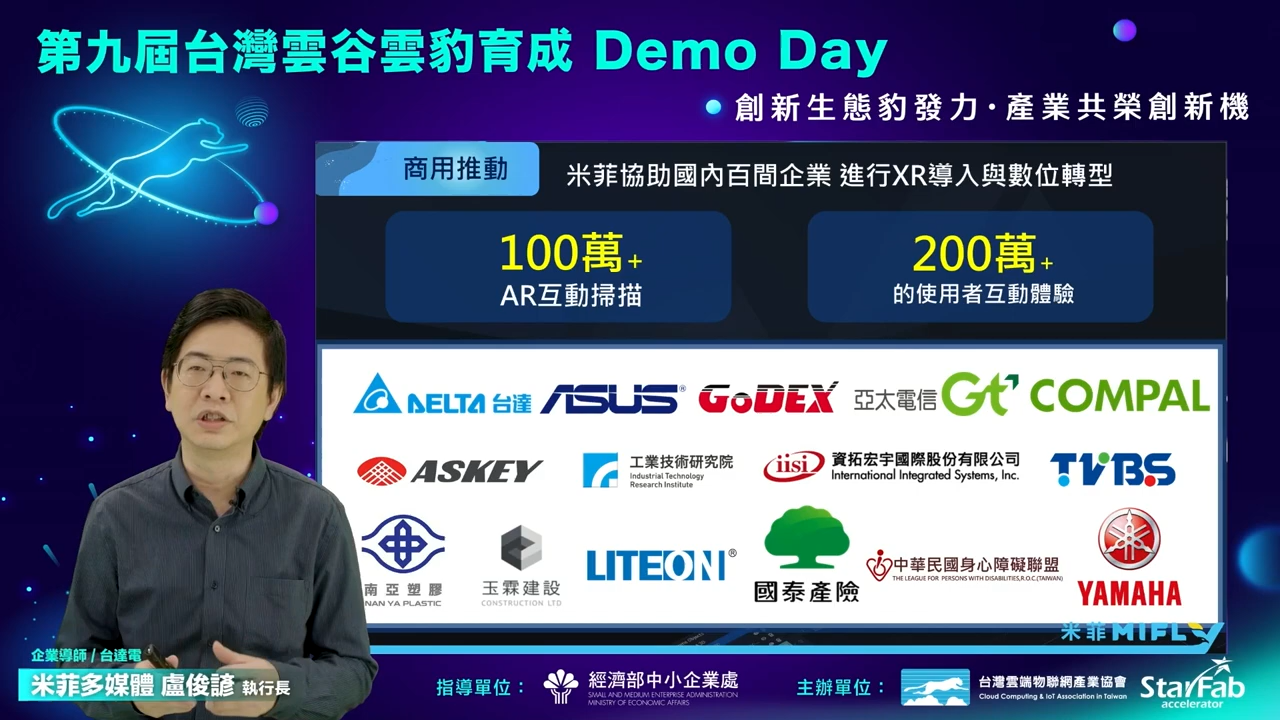 第九屆台灣雲谷雲豹育成 Demo Day
創新生態豹發力·產業共榮創新機
商用推動
米菲協助國內百間企業 進行XR導入與數位轉型
100萬+
AR互動掃描
200萬+
的使用者互動體驗
DELTA 台達
ASUS®
GoDEX
亞太電信 Gt
COMPAL
ASKEY
工業技術研究院
Industrial Technology
Research Institute
iisi 資拓宏宇國際股份有限公司
International Integrated Systems, Inc.
TVBS
南亞塑膠
NAN YA PLASTIC
玉霖建設
CONSTRUCTION LTD
LITEON®
國泰產險
中華民國身心障礙聯盟
THE LEAGUE FOR PERSONS WITH DISABILITIES,R.O.C.(TAIWAN)
YAMAHA
米菲MIFLY
企業導師 / 台達電
米菲多媒體 盧俊諺 執行長
指導單位：
經濟部中小企業處
SMALL AND MEDIUM ENTERPRISE ADMINISTRATION
MINISTRY OF ECONOMIC AFFAIRS
主辦單位：
台灣雲端物聯網產業協會
Cloud Computing & IoT Association in Taiwan
StarFab
accelerator